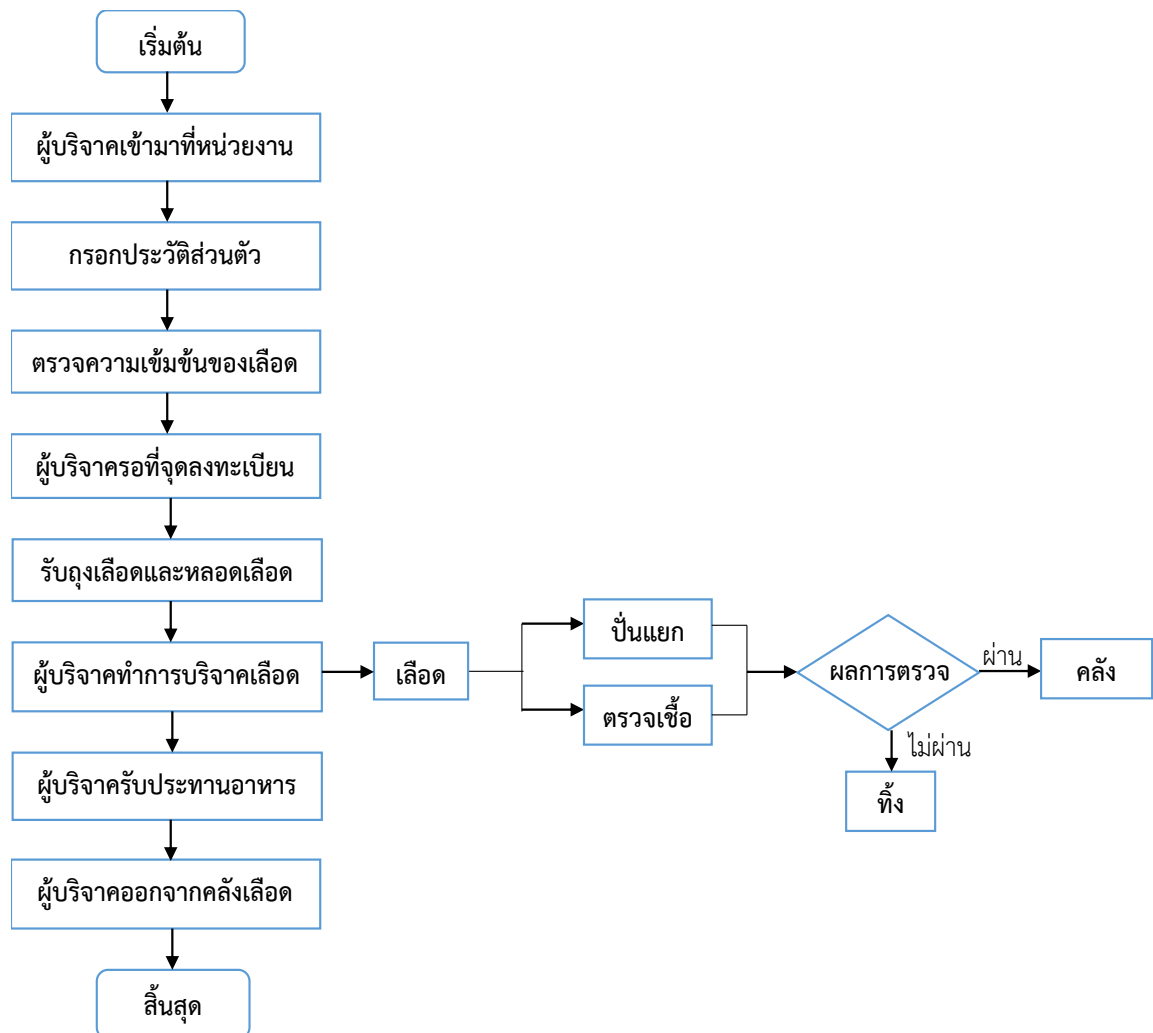 เริ่มต้น
ผู้บริจาคเข้ามาที่หน่วยงาน
กรอกประวัติส่วนตัว
ตรวจความเข้มข้นของเลือด
ผู้บริจาครอที่จุดลงทะเบียน
รับถุงเลือดและหลอดเลือด
ผู้บริจาคทำการบริจาคเลือด
เลือด
ปั่นแยก
ตรวจเชื้อ
ผลการตรวจ
ผ่าน
คลัง
ไม่ผ่าน
ทิ้ง
ผู้บริจาครับประทานอาหาร
ผู้บริจาคออกจากคลังเลือด
สิ้นสุด